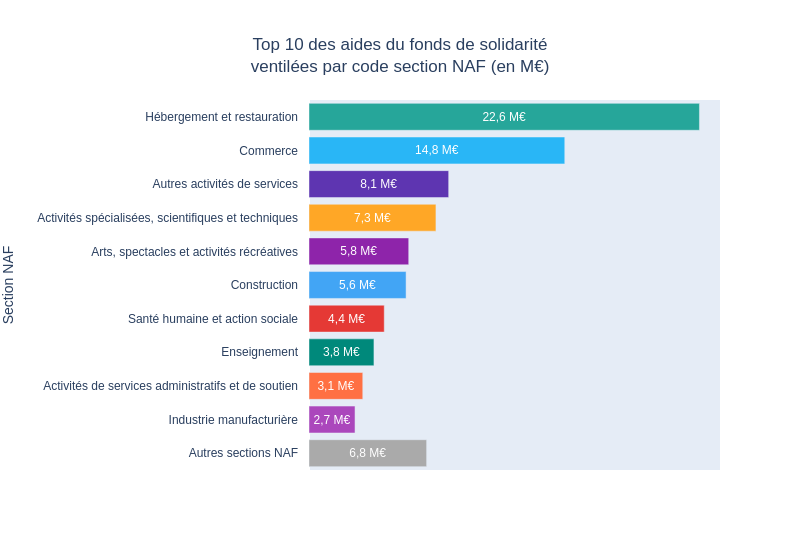 Top 10 des aides du fonds de solidarité
ventilées par code section NAF (en M€)
Section NAF
Hébergement et restauration 22,6 M€
Commerce 14,8 M€
Autres activités de services 8,1 M€
Activités spécialisées, scientifiques et techniques 7,3 M€
Arts, spectacles et activités récréatives 5,8 M€
Construction 5,6 M€
Santé humaine et action sociale 4,4 M€
Enseignement 3,8 M€
Activités de services administratifs et de soutien 3,1 M€
Industrie manufacturière 2,7 M€
Autres sections NAF 6,8 M€